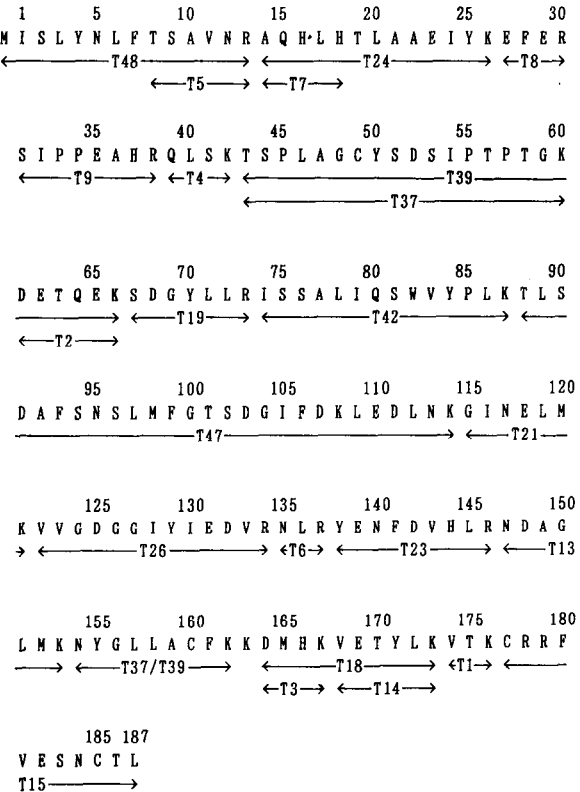 1 5 10 15 20 25 30
M I S L Y N L F T S A V N R A Q H L H T L A A E I Y K E F E R
T48 T24 T8
T5 T7
35 40 45 50 55 60
S I P P E A H R Q L S K T S P L A G C Y S D S I P T P T G K
T9 T4 T39
T37
65 70 75 80 85 90
D E T Q E K S D G Y L L R I S S A L I Q S W V Y P L K T L S
T19 T42
T2
95 100 105 110 115 120
D A F S N S L M F G T S D G I F D K L E D L N K G I N E L M
T47 T21
125 130 135 140 145 150
K V V G D G G I Y I E D V R N L R Y E N F D V H L R N D A G
T26 T6 T23 T13
155 160 165 170 175 180
L M K N Y G L L A C F K K D M H K V E T Y L K V T K C R R F
T37/T39 T18 T1
T3 T14
185 187
V E S N C T L
T15